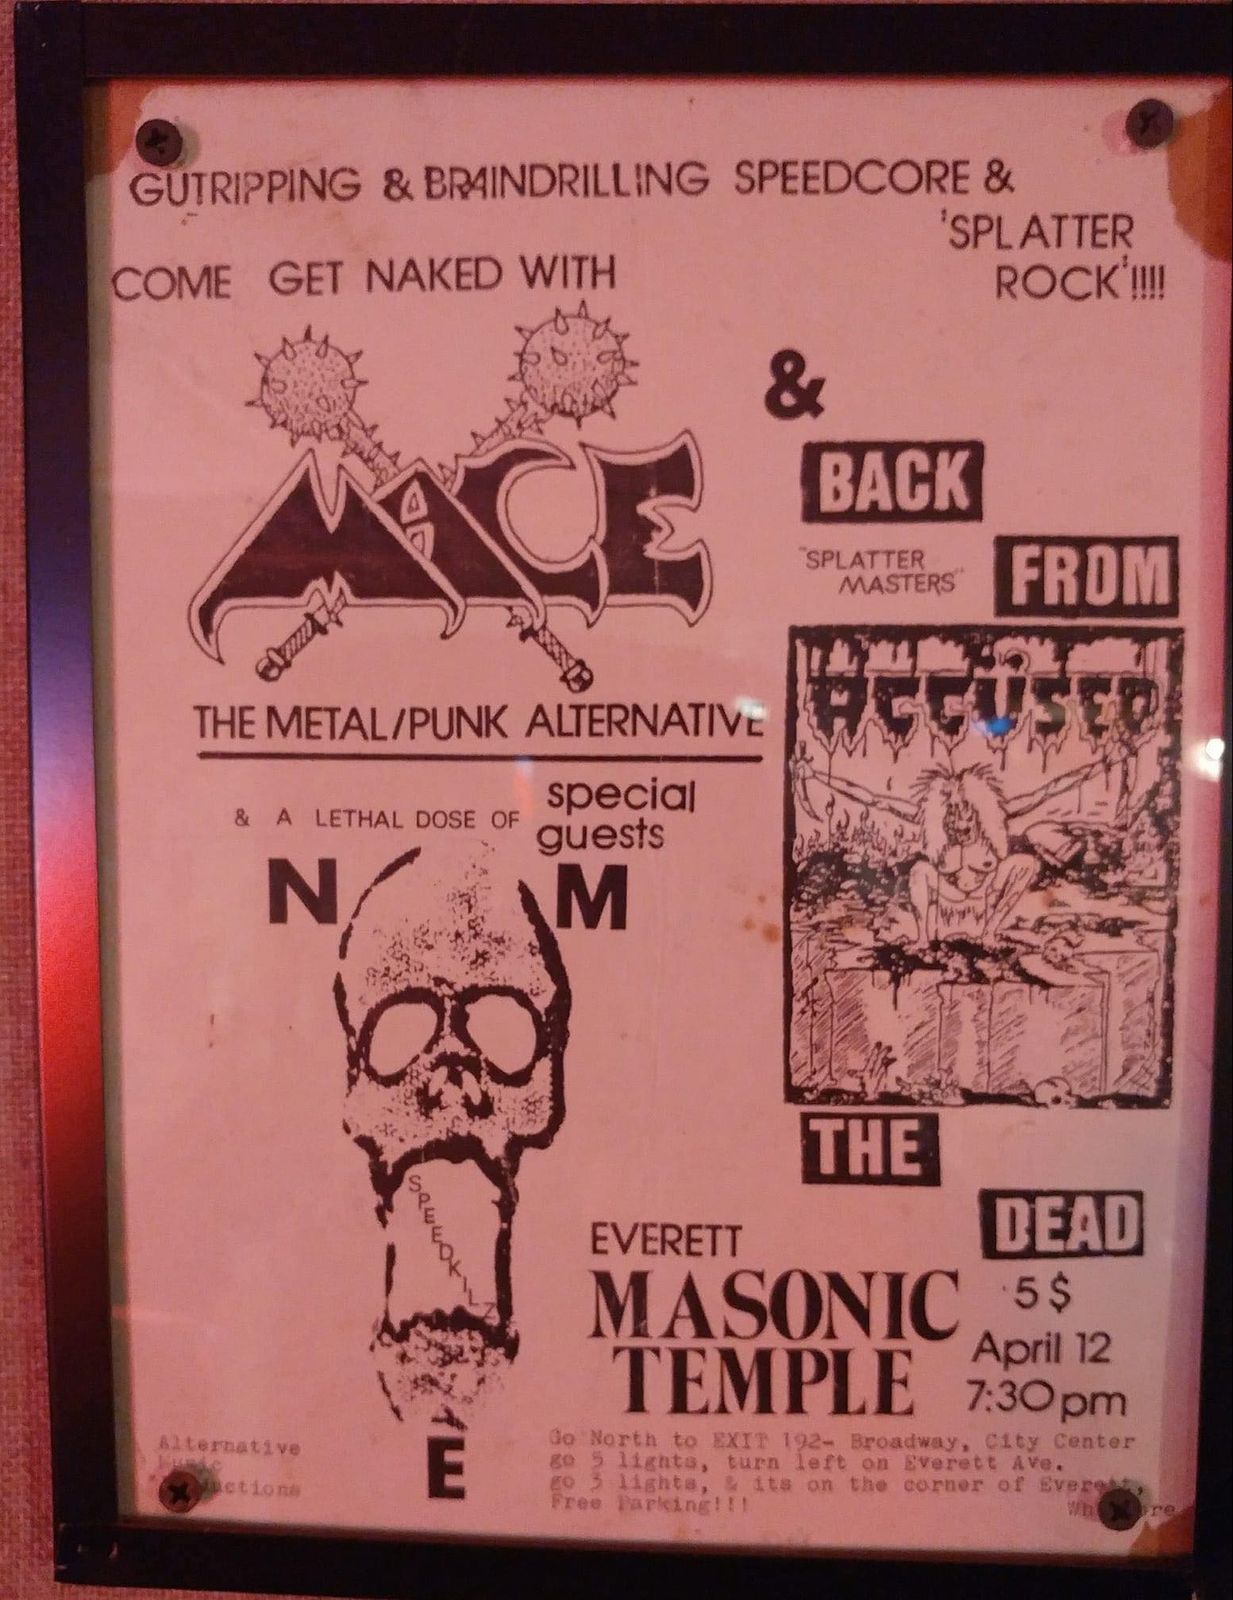 GUTRIPPING & BRAINDRILLING SPEEDCORE &
'SPLATTER
ROCK'!!!!
COME GET NAKED WITH
MACE
&
BACK
"SPLATTER
MASTERS"
FROM
ACCUSED
THE METAL/PUNK ALTERNATIVE
& A LETHAL DOSE OF special
guests
N M
E
SPEEDKILZ
THE
DEAD
EVERETT
MASONIC
TEMPLE
5$
April 12
7:30pm
Alternative
Go North to EXIT 192- Broadway, City Center
go 5 lights, turn left on Everett Ave.
go 3 lights, & its on the corner of Everett,
Free Parking!!!